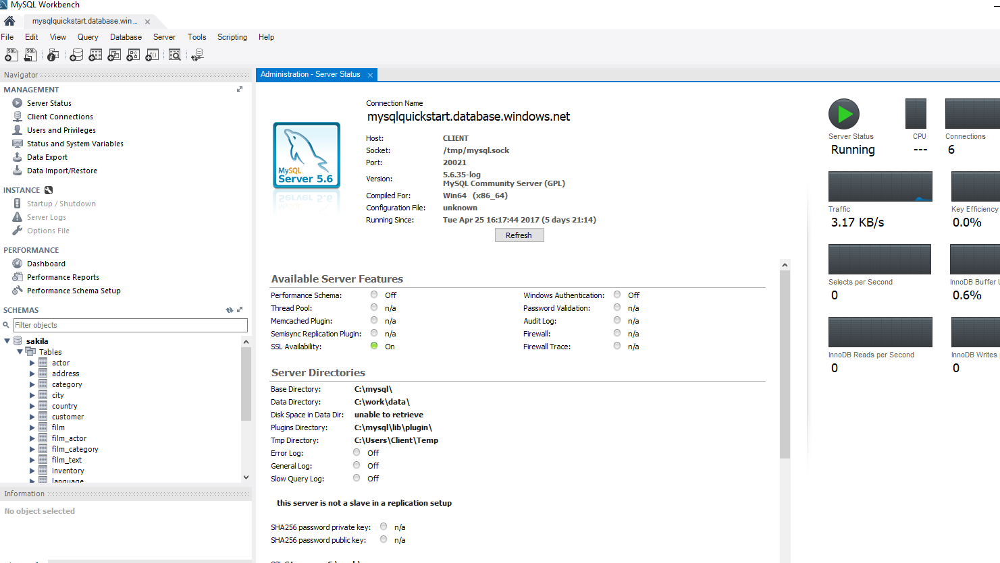 MySQL Workbench
mysqlquickstart.database.win...
File Edit View Query Database Server Tools Scripting Help
Navigator
MANAGEMENT
Server Status
Client Connections
Users and Privileges
Status and System Variables
Data Export
Data Import/Restore
INSTANCE
Startup / Shutdown
Server Logs
Options File
PERFORMANCE
Dashboard
Performance Reports
Performance Schema Setup
SCHEMAS
Filter objects
sakila
Tables
actor
address
category
city
country
customer
film
film_actor
film_category
film_text
inventory
language
Information
No object selected
Administration - Server Status
MySQL
Server 5.6
Connection Name
mysqlquickstart.database.windows.net
Host: CLIENT
Socket: /tmp/mysql.sock
Port: 20021
Version: 5.6.35-log
MySQL Community Server (GPL)
Compiled For: Win64 (x86_64)
Configuration File: unknown
Running Since: Tue Apr 25 16:17:44 2017 (5 days 21:14)
Refresh
Available Server Features
Performance Schema: Off
Thread Pool: n/a
Memcached Plugin: n/a
Semisync Replication Plugin: n/a
SSL Availability: On
Windows Authentication: Off
Password Validation: n/a
Audit Log: n/a
Firewall: n/a
Firewall Trace: n/a
Server Directories
Base Directory: C:\mysql\
Data Directory: C:\work\data\
Disk Space in Data Dir: unable to retrieve
Plugins Directory: C:\mysql\lib\plugin\
Tmp Directory: C:\Users\Client\Temp
Error Log: Off
General Log: Off
Slow Query Log: Off
this server is not a slave in a replication setup
SHA256 password private key: n/a
SHA256 password public key: n/a
Server Status
Running
CPU
---
Connections
6
Traffic
3.17 KB/s
Key Efficiency
0.0%
Selects per Second
0
InnoDB Buffer
0.6%
InnoDB Reads per Second
0
InnoDB Writes
0